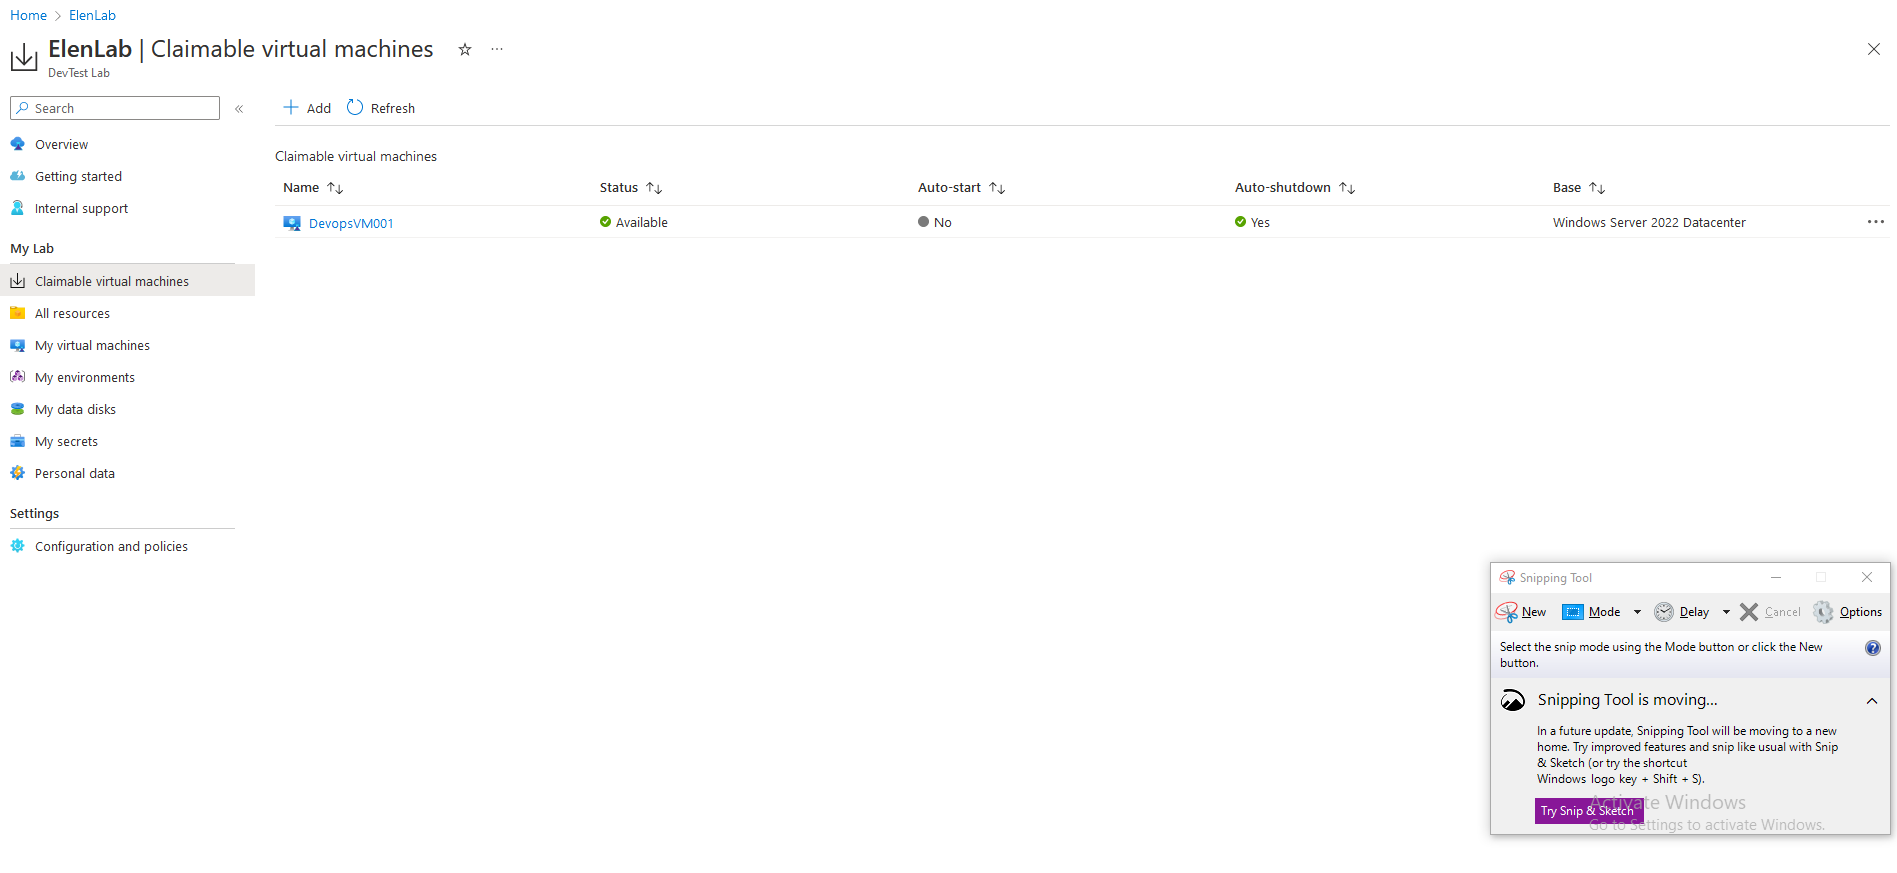 Home > ElenLab
ElenLab | Claimable virtual machines
DevTest Lab
Search
Overview
Getting started
Internal support
My Lab
Claimable virtual machines
All resources
My virtual machines
My environments
My data disks
My secrets
Personal data
Settings
Configuration and policies
Add Refresh
Claimable virtual machines
Name Status Auto-start Auto-shutdown Base
DevopsVM001 Available No Yes Windows Server 2022 Datacenter
Snipping Tool
New Mode Delay Cancel Options
Select the snip mode using the Mode button or click the New
button.
Snipping Tool is moving...
In a future update, Snipping Tool will be moving to a new
home. Try improved features and snip like usual with Snip
& Sketch (or try the shortcut
Windows logo key + Shift + S).
Try Snip & Sketch
Activate Windows
Go to Settings to activate Windows.